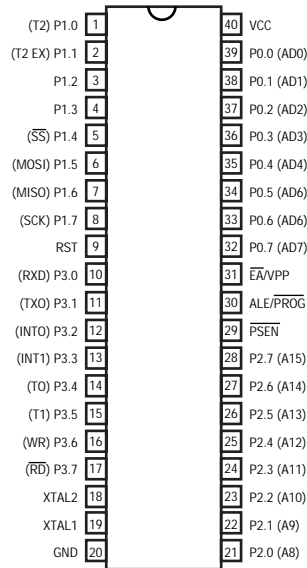 (T2) P1.0 1 40 VCC
(T2 EX) P1.1 2 39 P0.0 (AD0)
P1.2 3 38 P0.1 (AD1)
P1.3 4 37 P0.2 (AD2)
(S̅S̅) P1.4 5 36 P0.3 (AD3)
(MOSI) P1.5 6 35 P0.4 (AD4)
(MISO) P1.6 7 34 P0.5 (AD6)
(SCK) P1.7 8 33 P0.6 (AD6)
RST 9 32 P0.7 (AD7)
(RXD) P3.0 10 31 E̅A̅/VPP
(TXO) P3.1 11 30 ALE/P̅R̅O̅G̅
(INTO) P3.2 12 29 P̅S̅E̅N̅
(INT1) P3.3 13 28 P2.7 (A15)
(TO) P3.4 14 27 P2.6 (A14)
(T1) P3.5 15 26 P2.5 (A13)
(WR) P3.6 16 25 P2.4 (A12)
(R̅D̅) P3.7 17 24 P2.3 (A11)
XTAL2 18 23 P2.2 (A10)
XTAL1 19 22 P2.1 (A9)
GND 20 21 P2.0 (A8)